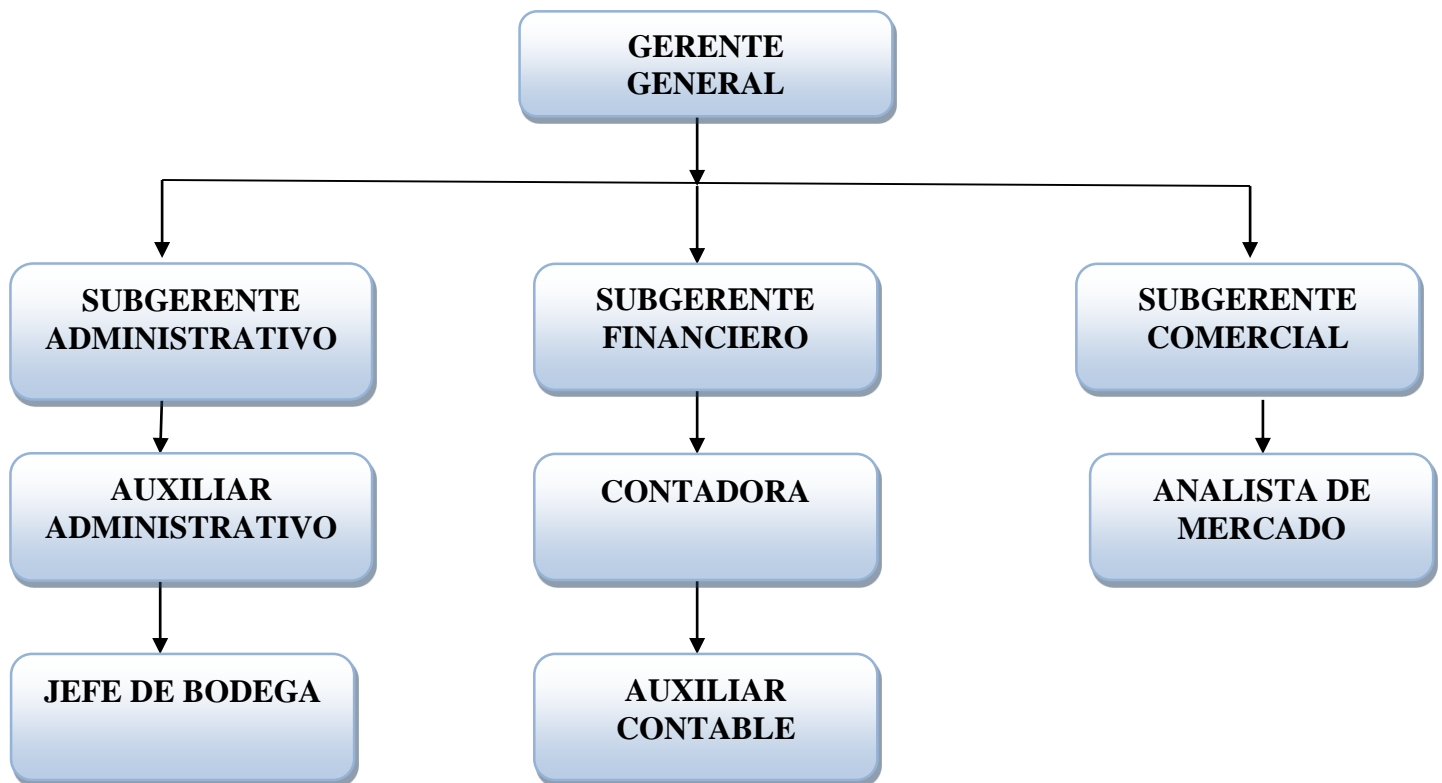 GERENTE
GENERAL
SUBGERENTE
ADMINISTRATIVO
SUBGERENTE
FINANCIERO
SUBGERENTE
COMERCIAL
AUXILIAR
ADMINISTRATIVO
CONTADORA
ANALISTA DE
MERCADO
JEFE DE BODEGA
AUXILIAR
CONTABLE